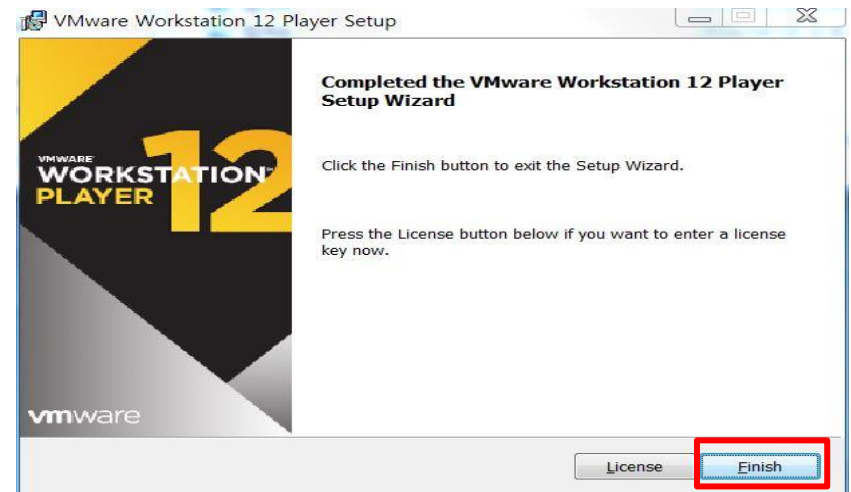 VMware Workstation 12 Player Setup
Completed the VMware Workstation 12 Player
Setup Wizard
Click the Finish button to exit the Setup Wizard.
Press the License button below if you want to enter a license
key now.
VMWARE
WORKSTATION™
PLAYER
12
vmware
License
Finish